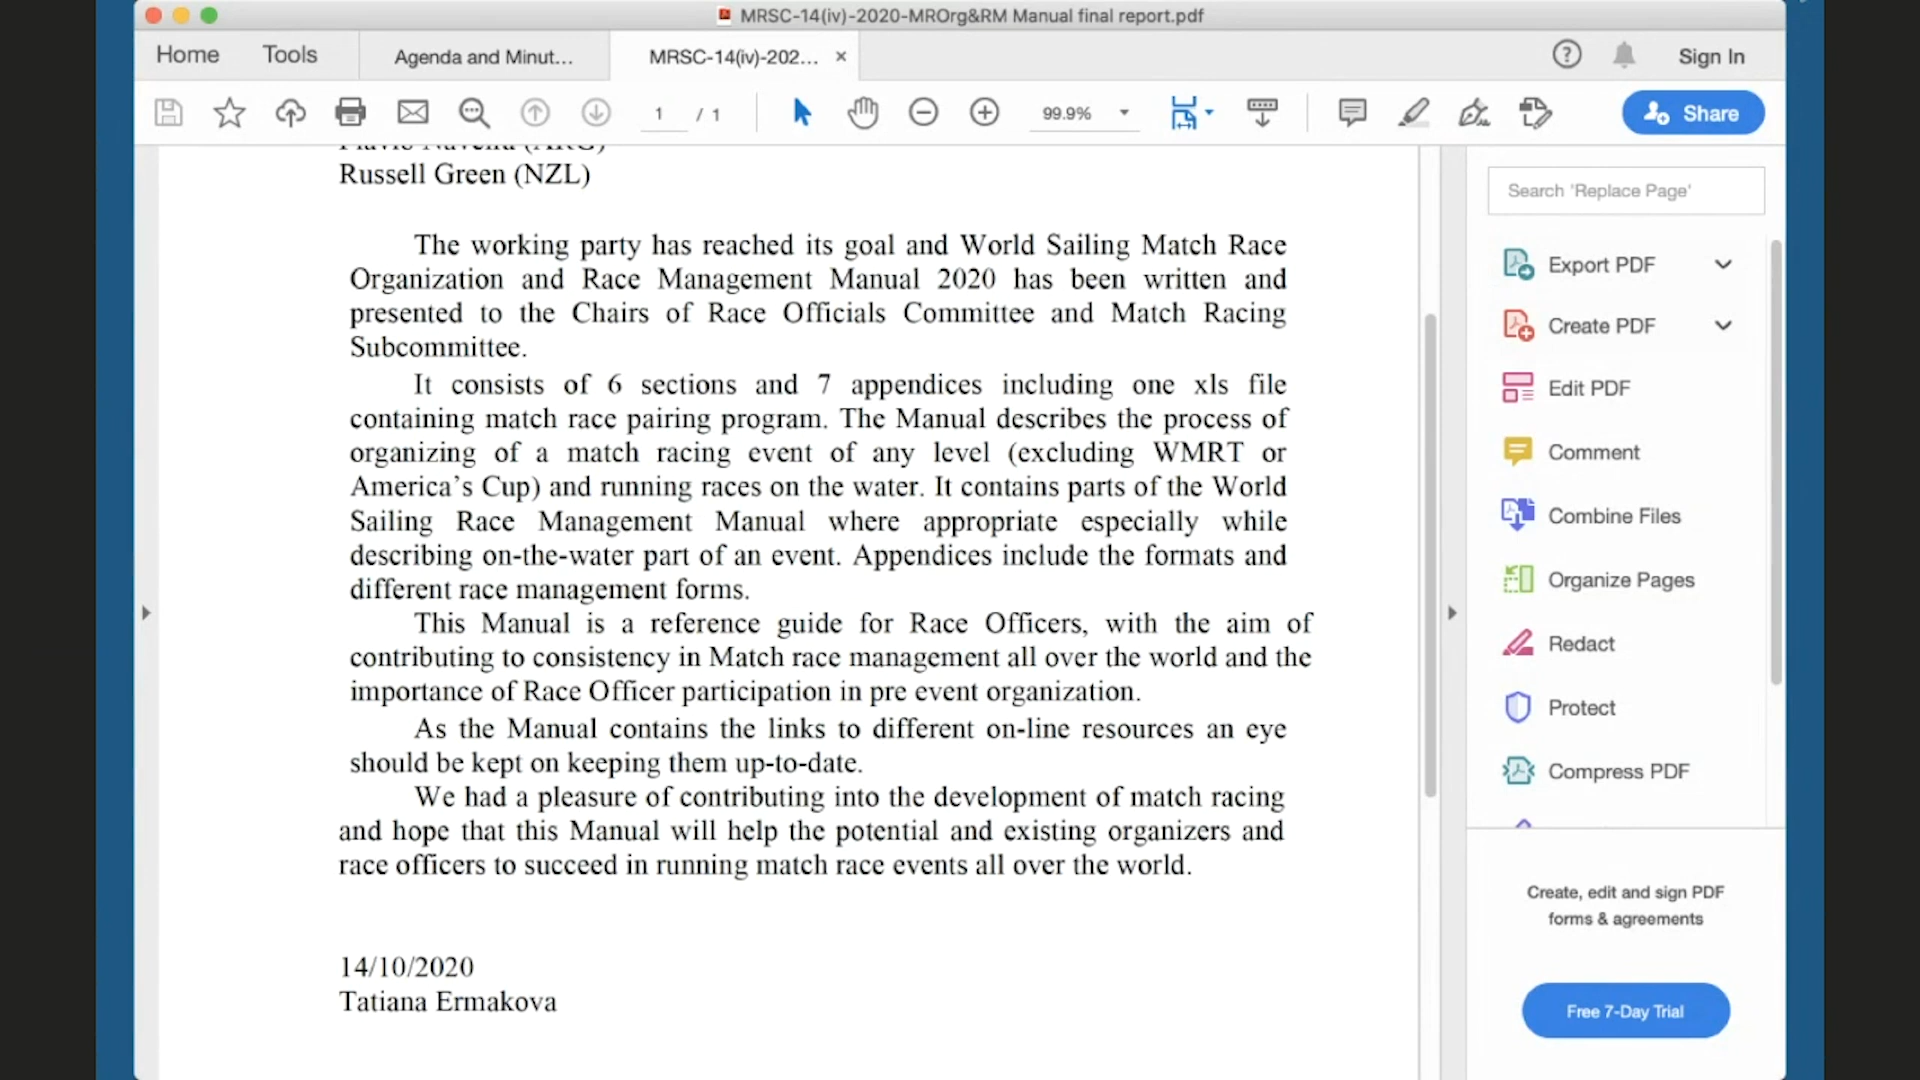 MRSC-14(iv)-2020-MROrg&RM Manual final report.pdf
Home
Tools
Agenda and Minut...
MRSC-14(iv)-202...
Sign In
1 / 1
99.9%
Share
Russell Green (NZL)
The working party has reached its goal and World Sailing Match Race
Organization and Race Management Manual 2020 has been written and
presented to the Chairs of Race Officials Committee and Match Racing
Subcommittee.
It consists of 6 sections and 7 appendices including one xls file
containing match race pairing program. The Manual describes the process of
organizing of a match racing event of any level (excluding WMRT or
America's Cup) and running races on the water. It contains parts of the World
Sailing Race Management Manual where appropriate especially while
describing on-the-water part of an event. Appendices include the formats and
different race management forms.
This Manual is a reference guide for Race Officers, with the aim of
contributing to consistency in Match race management all over the world and the
importance of Race Officer participation in pre event organization.
As the Manual contains the links to different on-line resources an eye
should be kept on keeping them up-to-date.
We had a pleasure of contributing into the development of match racing
and hope that this Manual will help the potential and existing organizers and
race officers to succeed in running match race events all over the world.
14/10/2020
Tatiana Ermakova
Search 'Replace Page'
Export PDF
Create PDF
Edit PDF
Comment
Combine Files
Organize Pages
Redact
Protect
Compress PDF
Create, edit and sign PDF
forms & agreements
Free 7-Day Trial